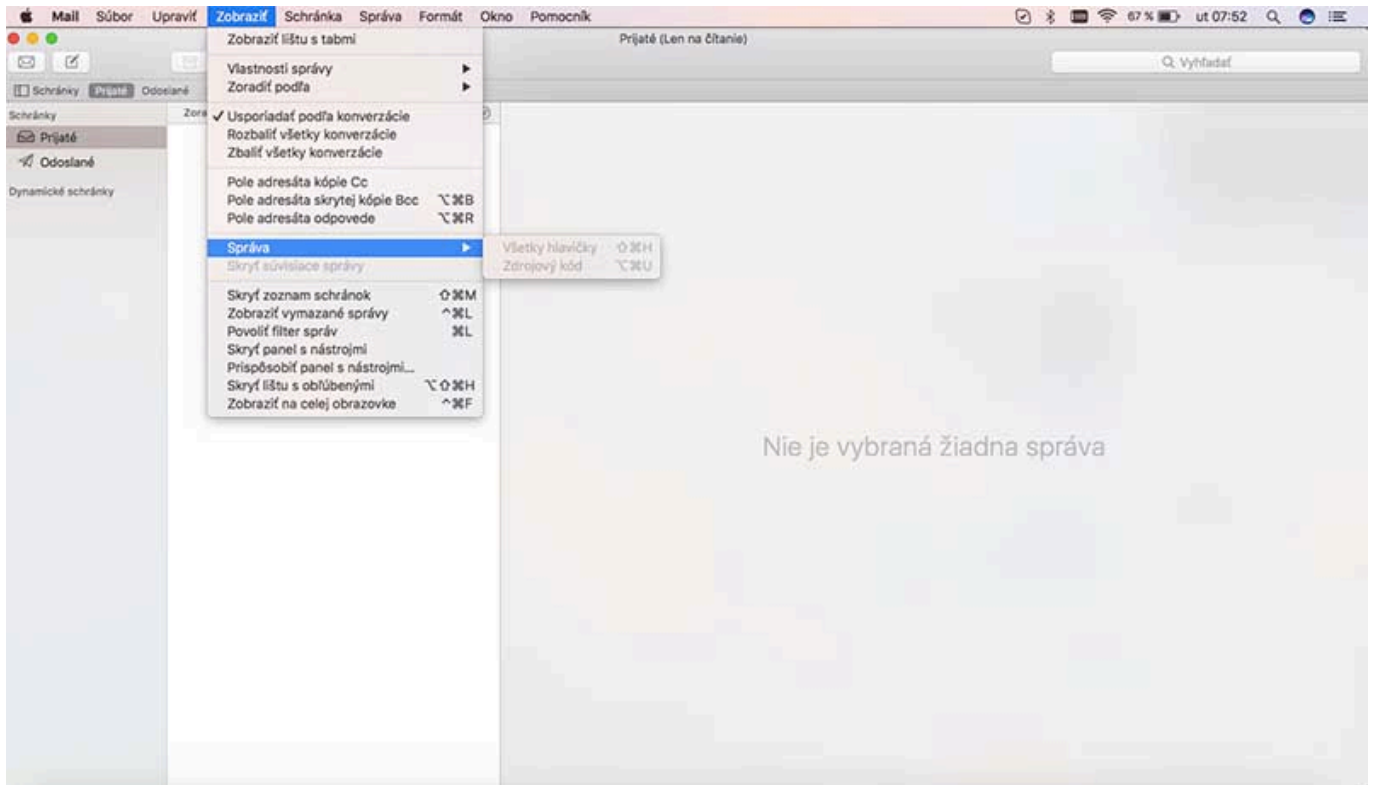 Mail Súbor Upraviť Zobraziť Schránka Správa Formát Okno Pomocník 67 % ut 07:52
Prijaté (Len na čítanie)
Vyhľadať
Schránky Prijaté Odoslané
Schránky
Prijaté
Odoslané
Dynamické schránky
Zobraziť lištu s tabmi
Vlastnosti správy
Zoradiť podľa
✓ Usporiadať podľa konverzácie
Rozbaliť všetky konverzácie
Zbaliť všetky konverzácie
Pole adresáta kópie Cc
Pole adresáta skrytej kópie Bcc ⌥⌘B
Pole adresáta odpovede ⌥⌘R
Správa
Všetky hlavičky ⇧⌘H
Zdrojový kód ⌥⌘U
Skryť súvisiace správy
Skryť zoznam schránok ⇧⌘M
Zobraziť vymazané správy ^⌘L
Povoliť filter správ ⌘L
Skryť panel s nástrojmi
Prispôsobiť panel s nástrojmi...
Skryť lištu s obľúbenými ⌥⇧⌘H
Zobraziť na celej obrazovke ^⌘F
Nie je vybraná žiadna správa